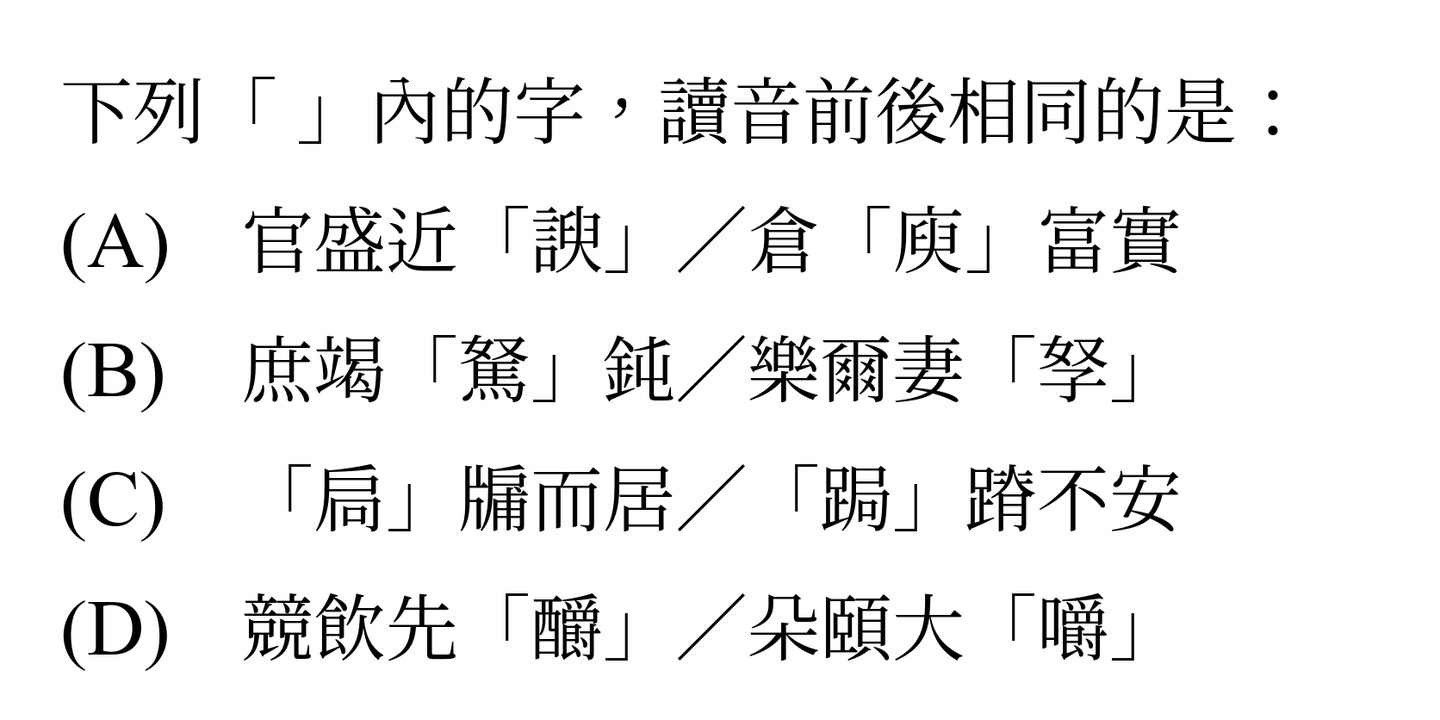 下列「 」內的字，讀音前後相同的是：
(A) 官盛近「諛」／倉「庾」富實
(B) 庶竭「駑」鈍／樂爾妻「孥」
(C) 「扃」牖而居／「跼」蹐不安
(D) 競飲先「釂」／朵頤大「嚼」